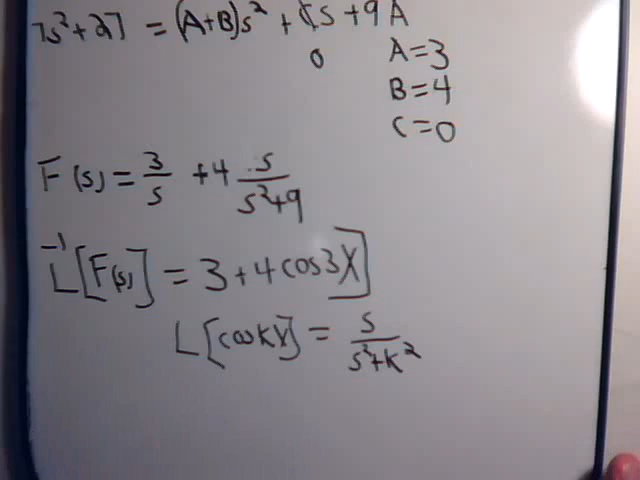 7s²+27 = (A+B)s² + Cs + 9A
0
A=3
B=4
C=0
F(s) = 3/s + 4 s/s²+9
L⁻¹[F(s)] = 3+4cos3X]
L[coskX] = s/s²+k²